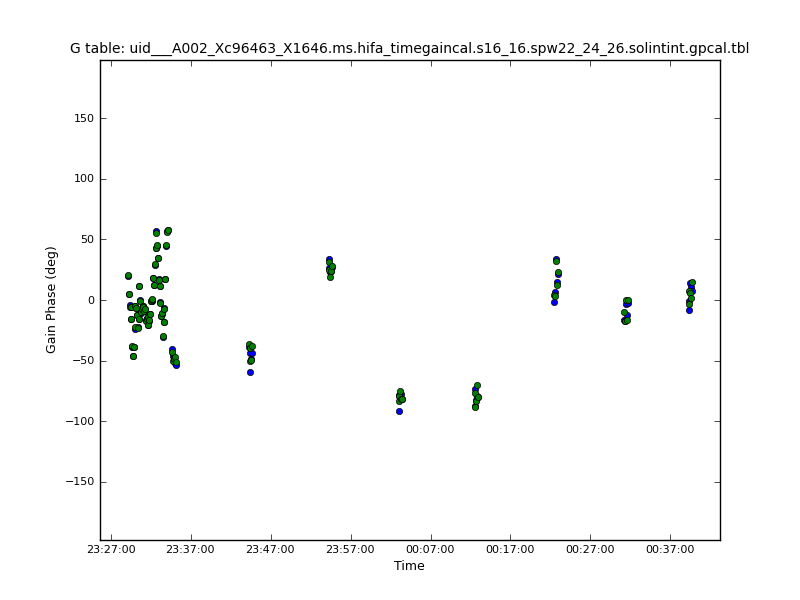 G table: uid___A002_Xc96463_X1646.ms.hifa_timegaincal.s16_16.spw22_24_26.solintint.gpcal.tbl
150
100
50
0
−50
−100
−150
Gain Phase (deg)
23:27:00 23:37:00 23:47:00 23:57:00 00:07:00 00:17:00 00:27:00 00:37:00
Time